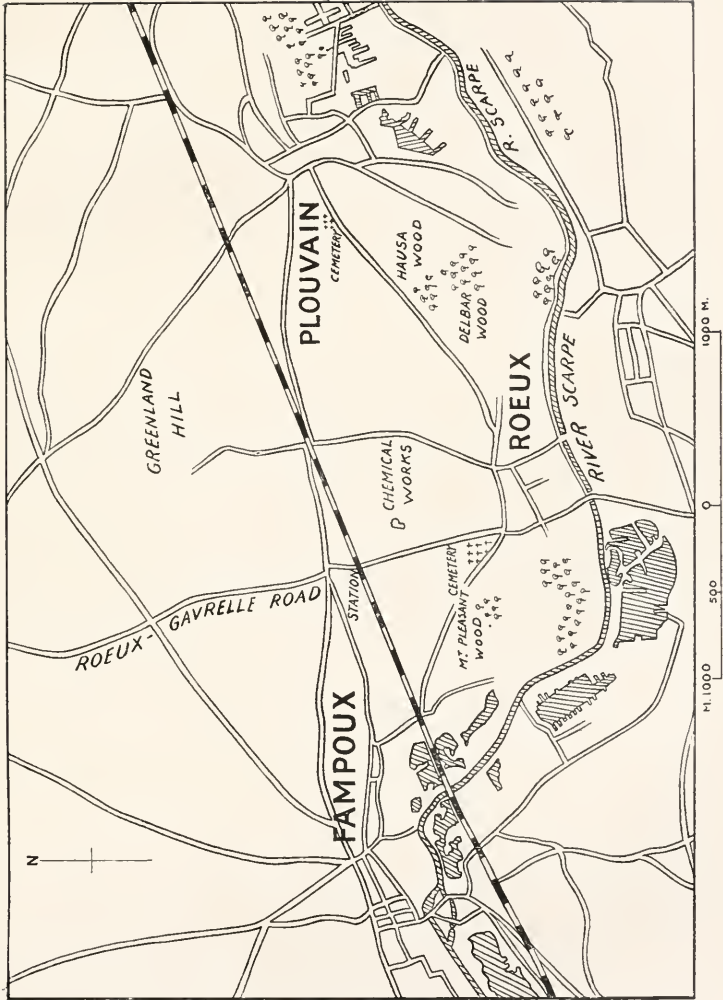 N
ROEUX-GAVRELLE ROAD
GREENLAND
HILL
FAMPOUX
STATION
PLOUVAIN
CEMETERY
CHEMICAL
WORKS
HAUSA
WOOD
DELBAR
WOOD
MT PLEASANT
WOOD
CEMETERY
ROEUX
R. SCARPE
RIVER SCARPE
M.1000
500
0
1000 M.